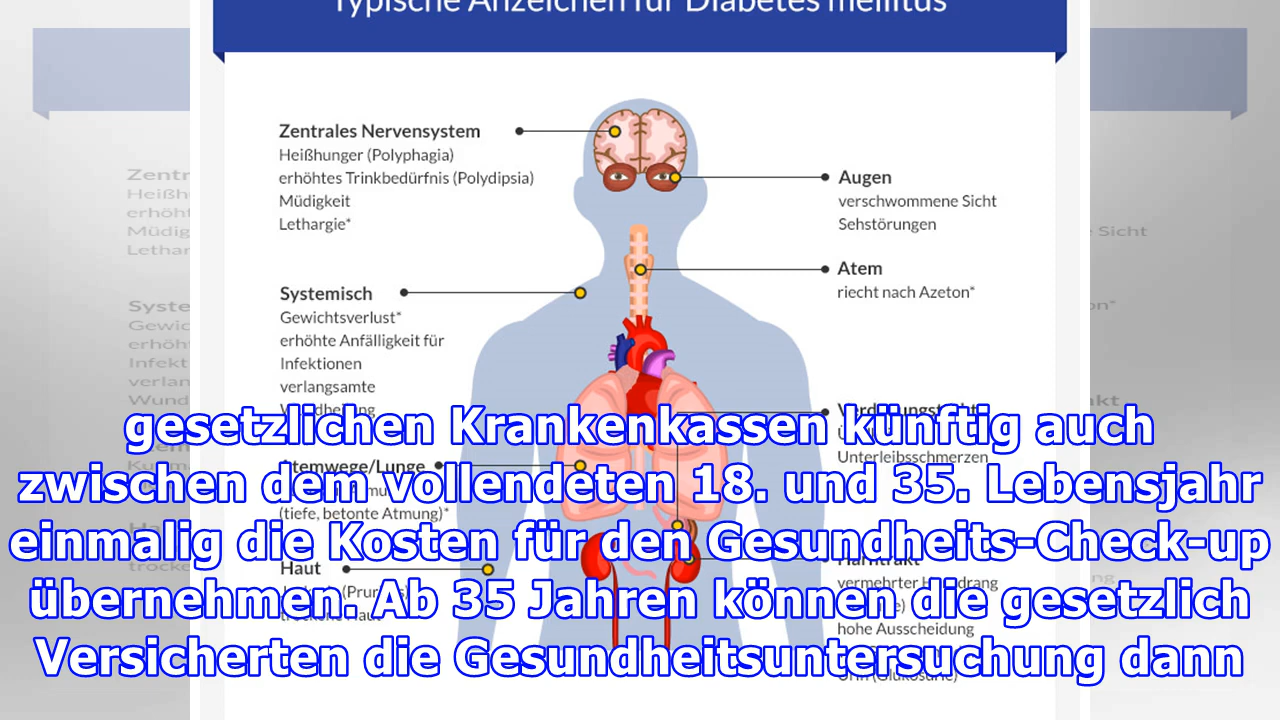 Typische Anzeichen für Diabetes mellitus
Zentrales Nervensystem
Heißhunger (Polyphagia)
erhöhtes Trinkbedürfnis (Polydipsia)
Müdigkeit
Lethargie*
Augen
verschwommene Sicht
Sehstörungen
Atem
riecht nach Azeton*
Systemisch
Gewichtsverlust*
erhöhte Anfälligkeit für
Infektionen
verlangsamte
Atemwege/Lunge
(tiefe, betonte Atmung)*
Haut
Unterleibsschmerzen
Harntrakt
vermehrter
hohe Ausscheidung
gesetzlichen Krankenkassen künftig auch
zwischen dem vollendeten 18. und 35. Lebensjahr
einmalig die Kosten für den Gesundheits-Check-up
übernehmen. Ab 35 Jahren können die gesetzlich
Versicherten die Gesundheitsuntersuchung dann